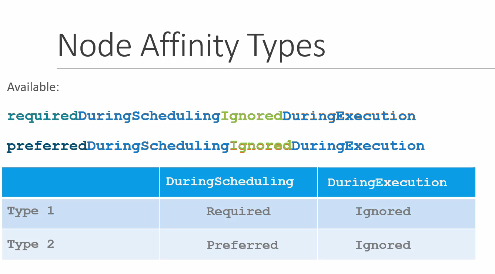 Node Affinity Types
Available:
requiredDuringSchedulingIgnoredDuringExecution
preferredDuringSchedulingIgnoredDuringExecution
DuringScheduling DuringExecution
Type 1 Required Ignored
Type 2 Preferred Ignored